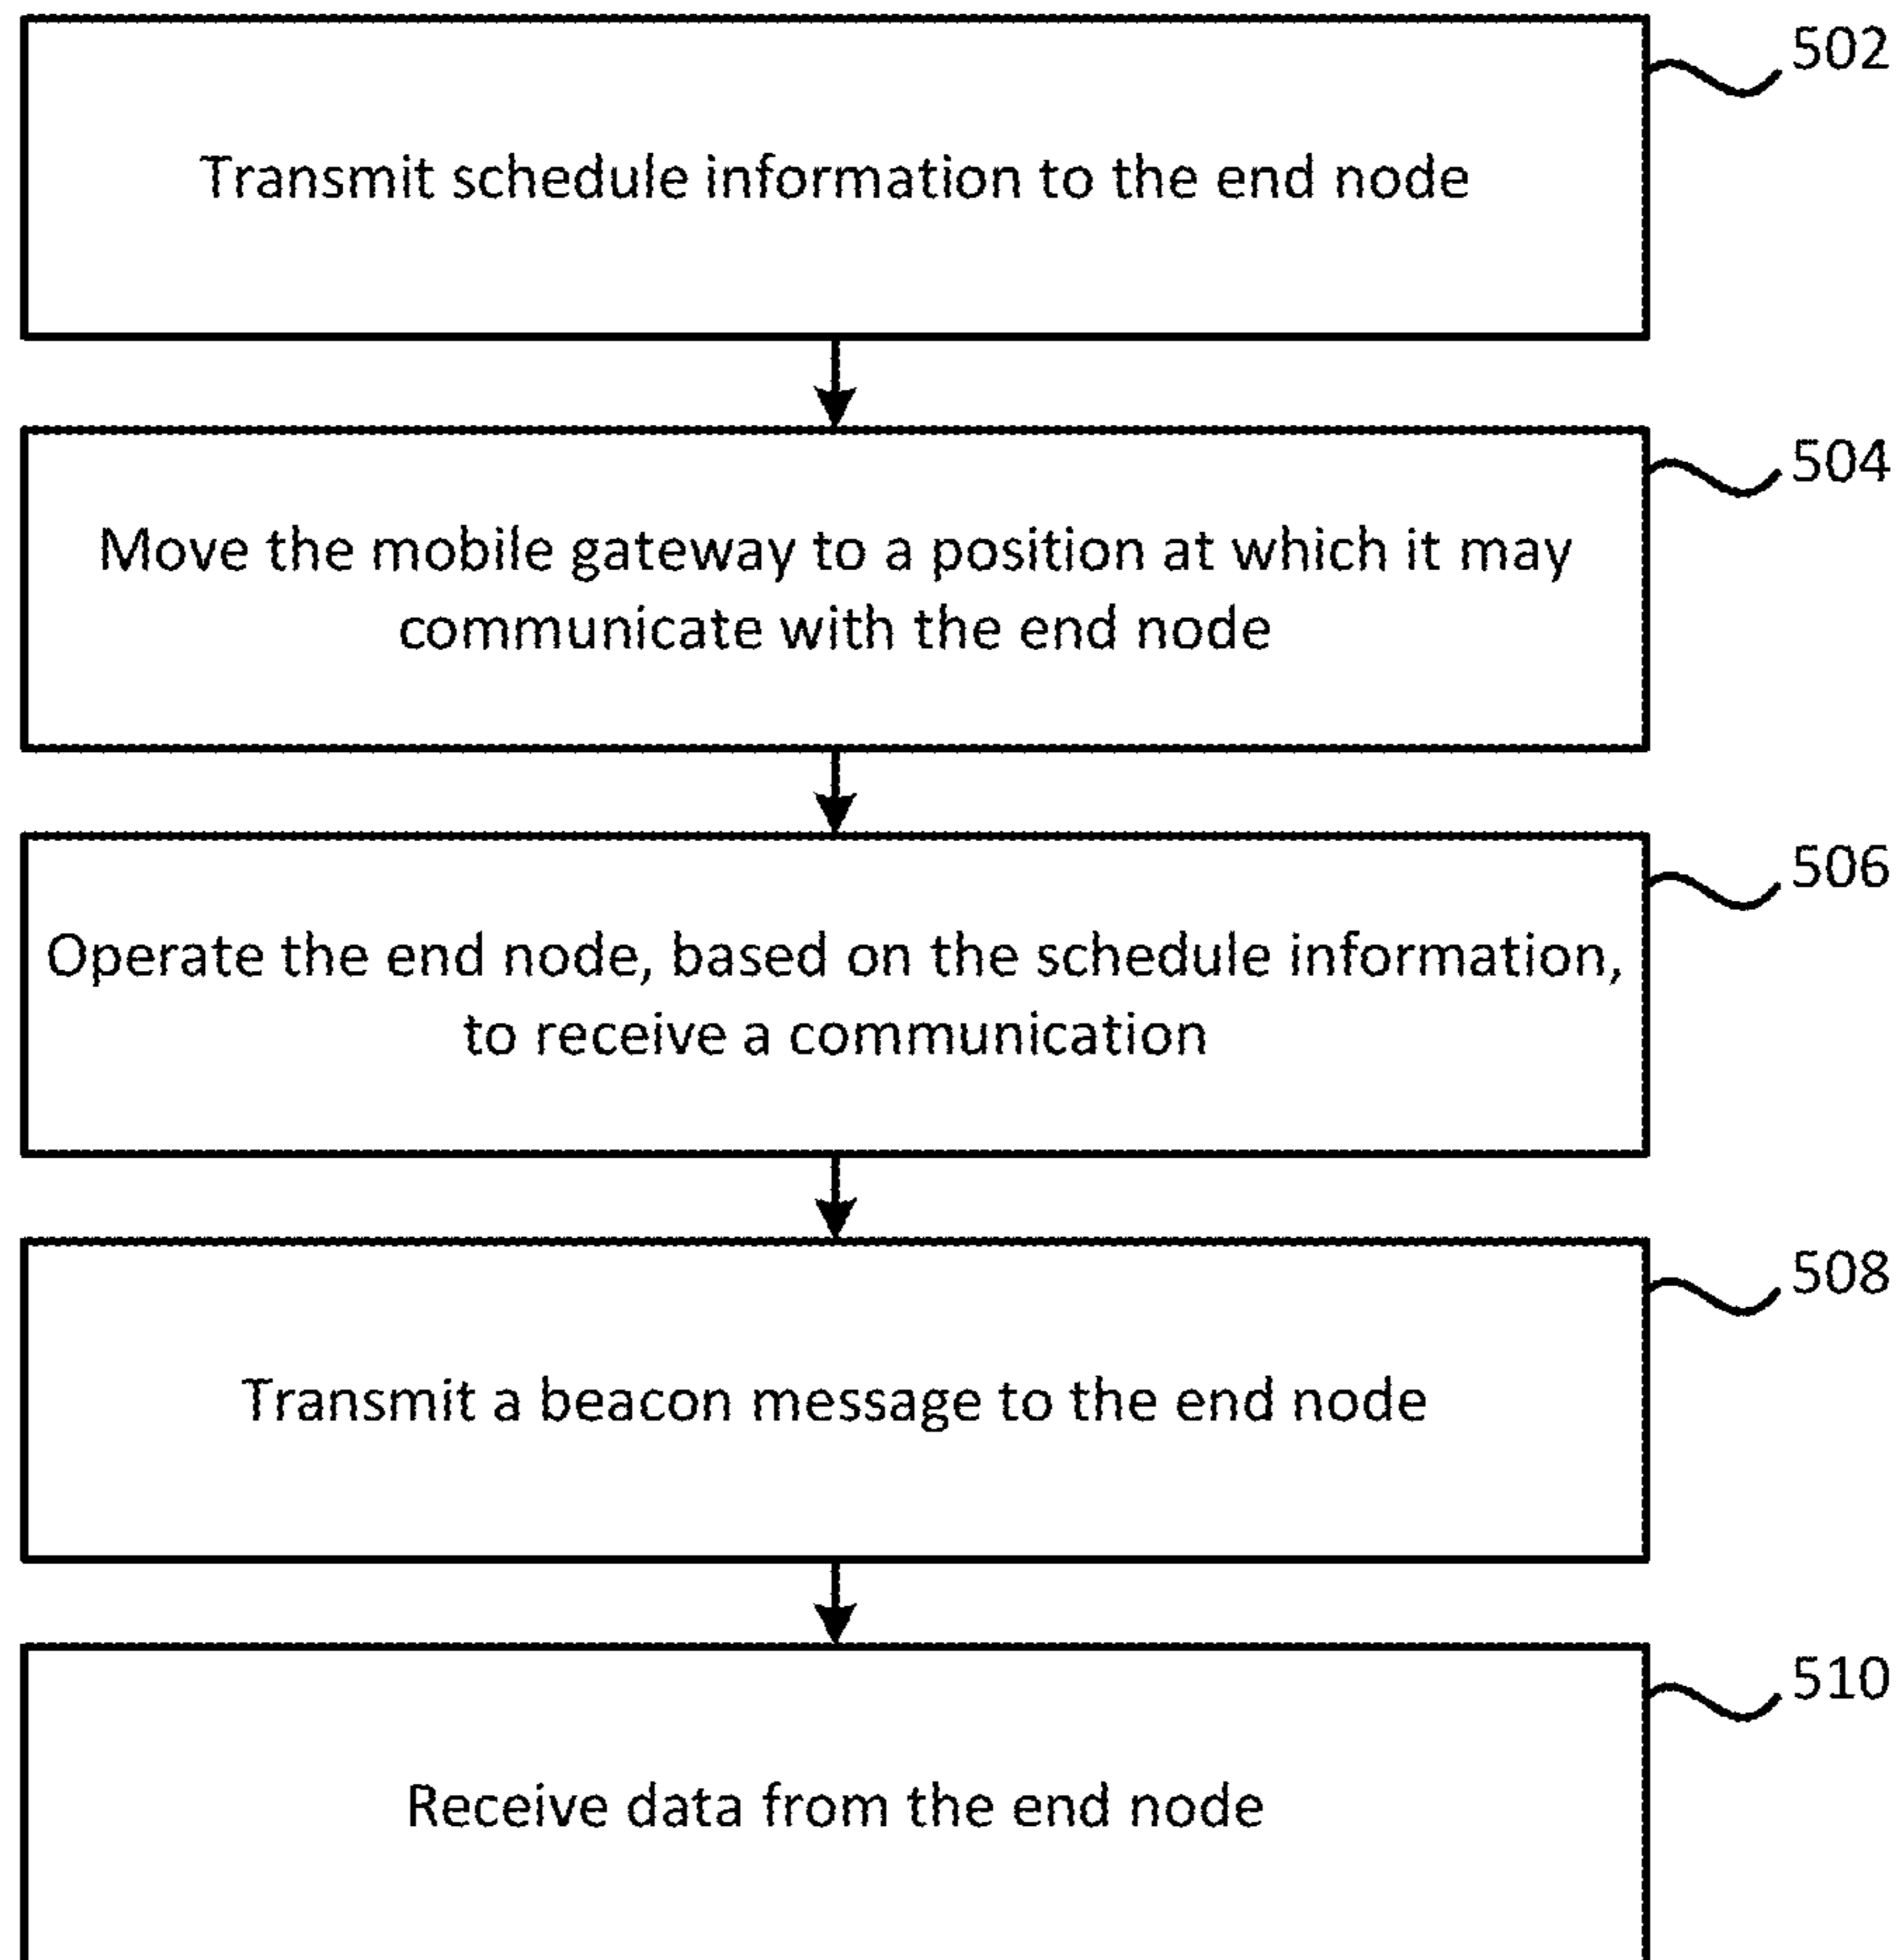 502
Transmit schedule information to the end node
504
Move the mobile gateway to a position at which it may
communicate with the end node
506
Operate the end node, based on the schedule information,
to receive a communication
508
Transmit a beacon message to the end node
510
Receive data from the end node